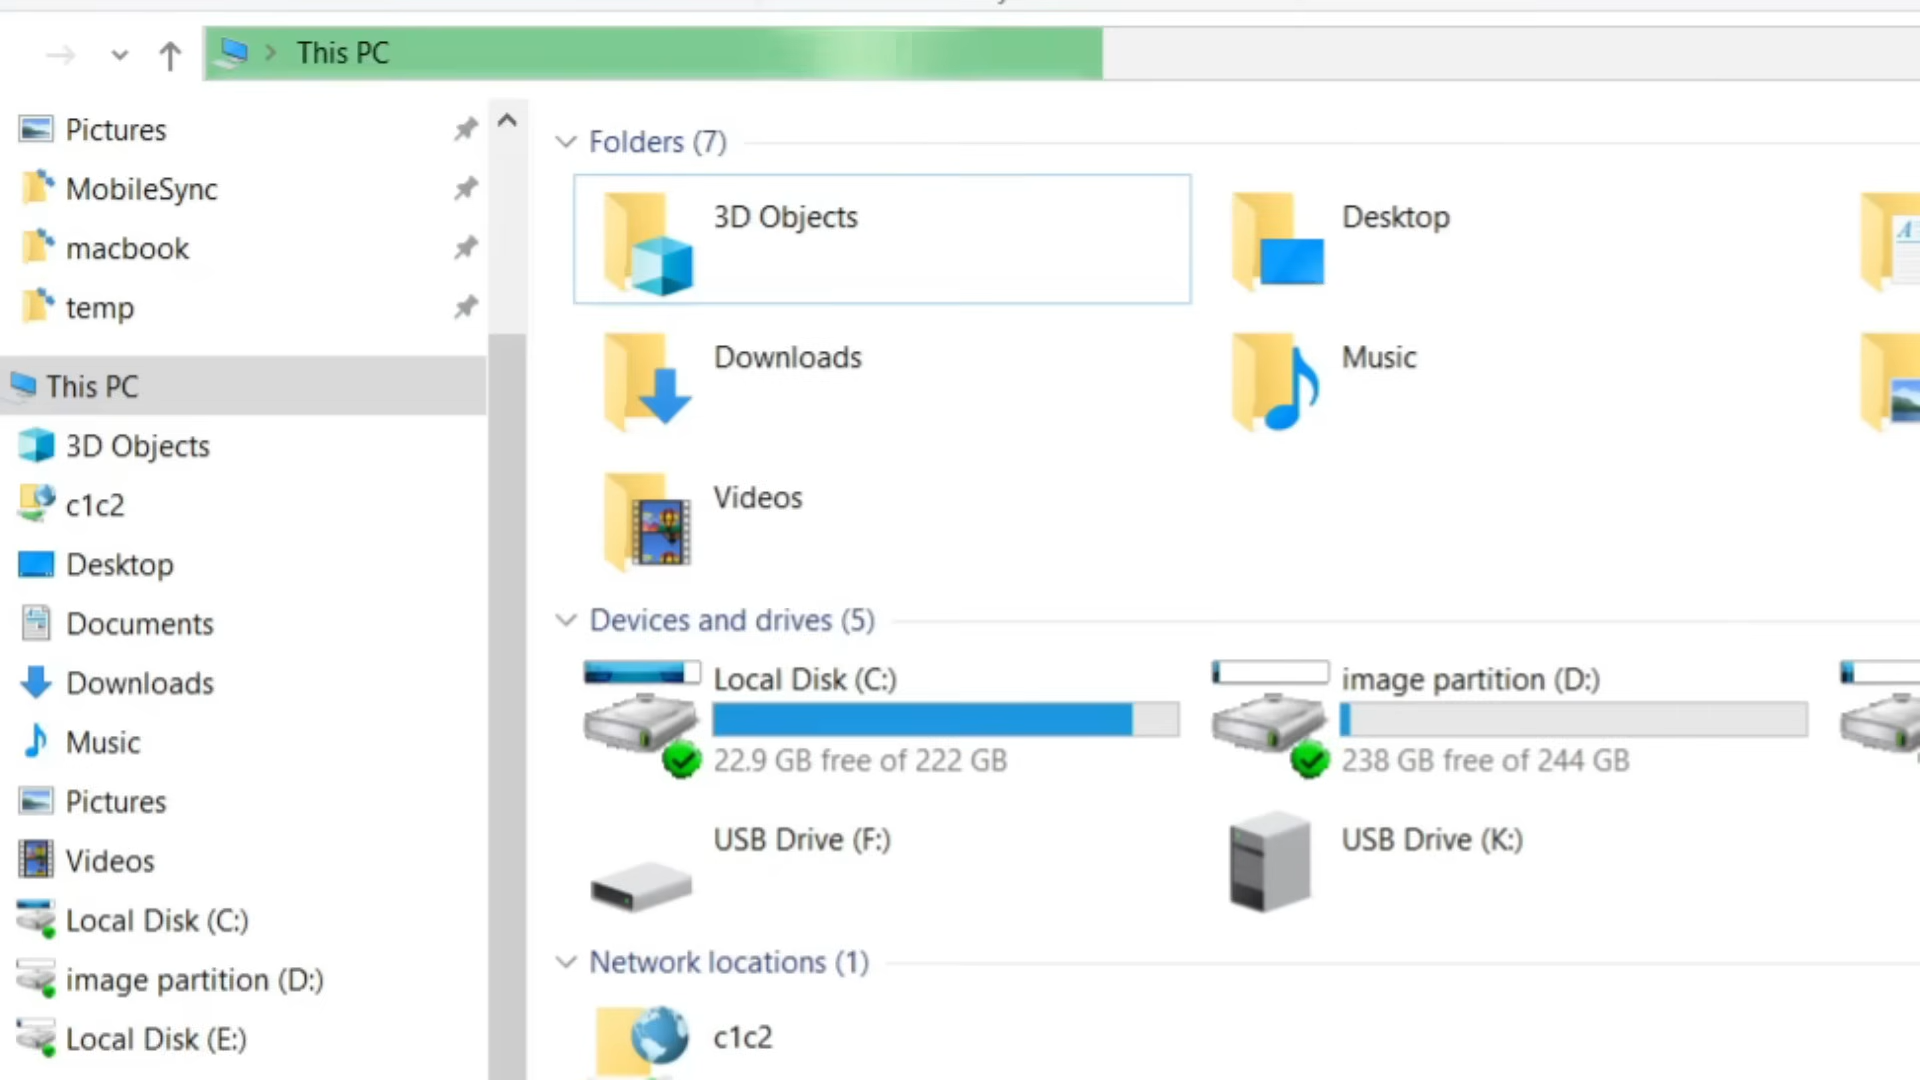 This PC
Pictures
MobileSync
macbook
temp
This PC
3D Objects
c1c2
Desktop
Documents
Downloads
Music
Pictures
Videos
Local Disk (C:)
image partition (D:)
Local Disk (E:)
Folders (7)
3D Objects
Desktop
Downloads
Music
Videos
Devices and drives (5)
Local Disk (C:)
22.9 GB free of 222 GB
image partition (D:)
238 GB free of 244 GB
USB Drive (F:)
USB Drive (K:)
Network locations (1)
c1c2